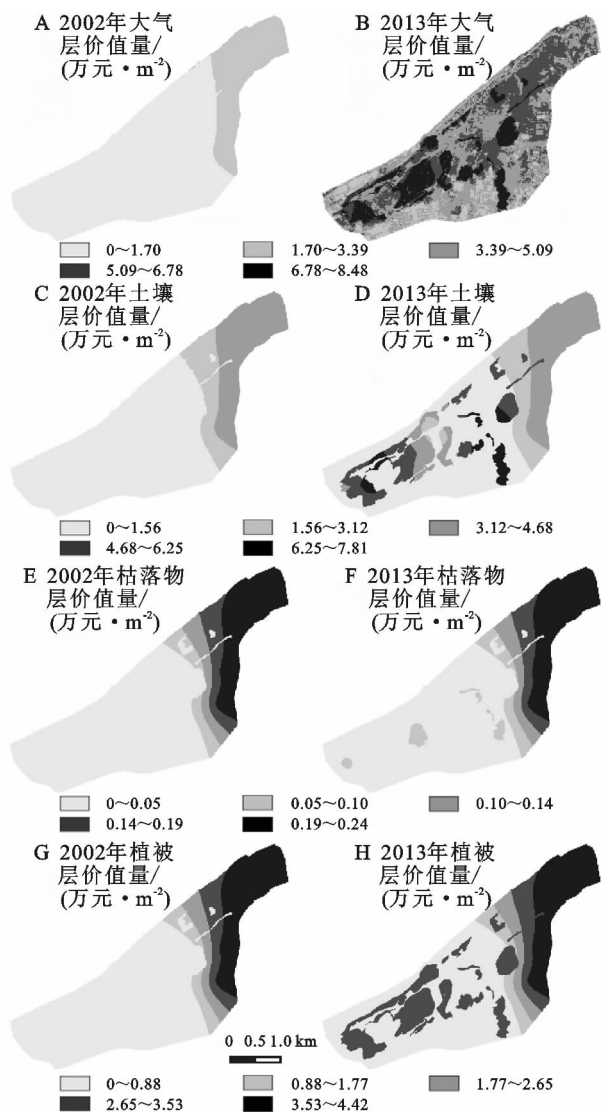 A 2002年大气
层价值量/
(万元·m⁻²)
B 2013年大气
层价值量/
(万元·m⁻²)
0～1.70 1.70～3.39 3.39～5.09
5.09～6.78 6.78～8.48
C 2002年土壤
层价值量/
(万元·m⁻²)
D 2013年土壤
层价值量/
(万元·m⁻²)
0～1.56 1.56～3.12 3.12～4.68
4.68～6.25 6.25～7.81
E 2002年枯落物
层价值量/
(万元·m⁻²)
F 2013年枯落物
层价值量/
(万元·m⁻²)
0～0.05 0.05～0.10 0.10～0.14
0.14～0.19 0.19～0.24
G 2002年植被
层价值量/
(万元·m⁻²)
H 2013年植被
层价值量/
(万元·m⁻²)
0 0.5 1.0 km
0～0.88 0.88～1.77 1.77～2.65
2.65～3.53 3.53～4.42